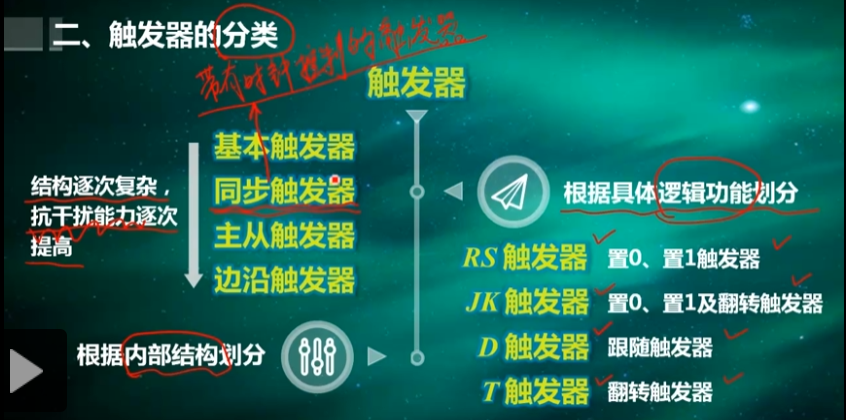 二、触发器的分类
带有时钟控制的触发器
触发器
基本触发器
同步触发器
主从触发器
边沿触发器
结构逐次复杂，
抗干扰能力逐次
提高
根据内部结构划分
根据具体逻辑功能划分
RS 触发器 置0、置1触发器
JK 触发器 置0、置1及翻转触发器
D 触发器 跟随触发器
T 触发器 翻转触发器